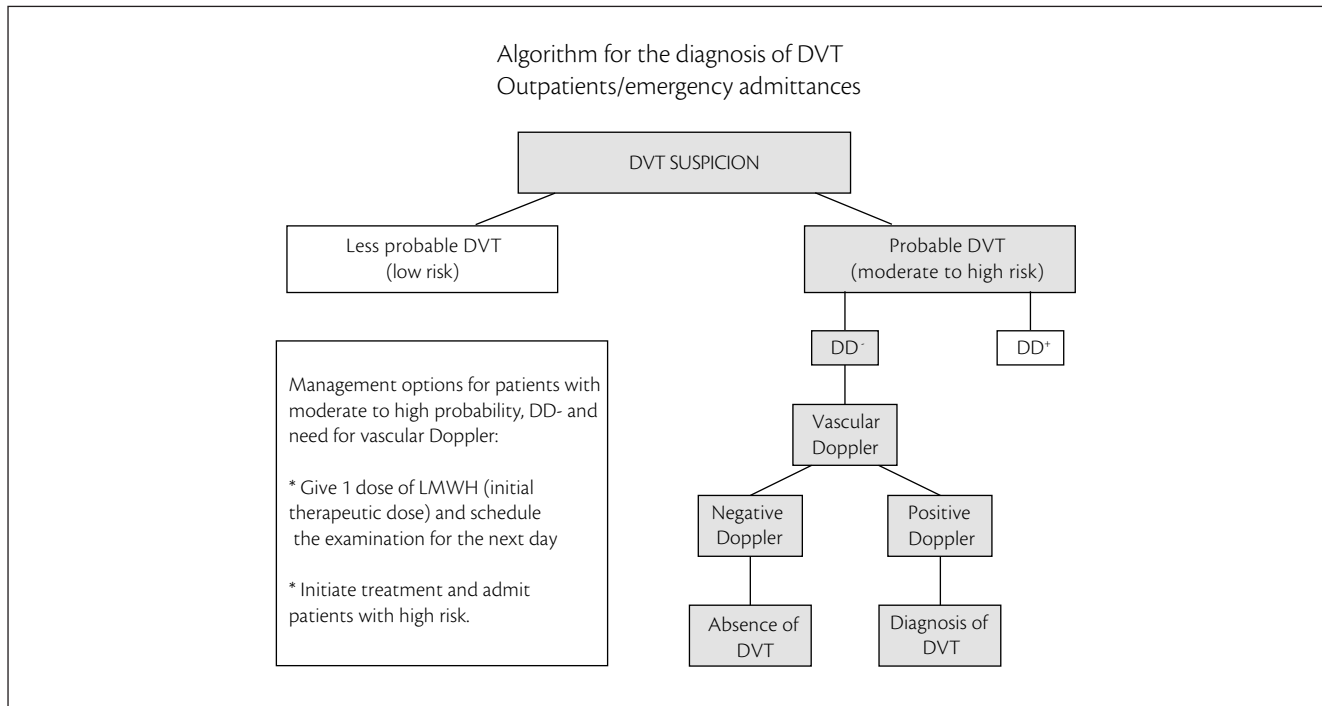 Algorithm for the diagnosis of DVT
Outpatients/emergency admittances
DVT SUSPICION
Less probable DVT
(low risk)
Probable DVT
(moderate to high risk)
DD-
DD+
Management options for patients with
moderate to high probability, DD- and
need for vascular Doppler:
* Give 1 dose of LMWH (initial
therapeutic dose) and schedule
the examination for the next day
* Initiate treatment and admit
patients with high risk.
Vascular
Doppler
Negative
Doppler
Positive
Doppler
Absence of
DVT
Diagnosis of
DVT